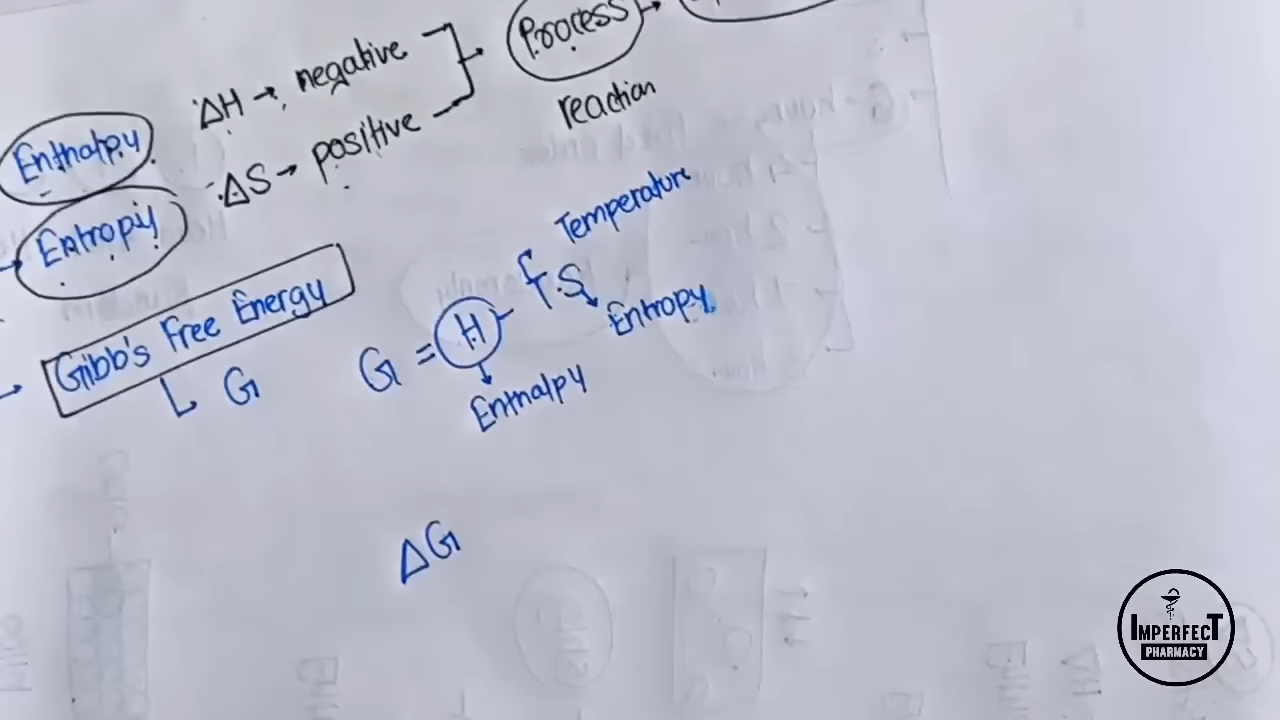 Process
ΔH → negative
reaction
Enthalpy
ΔS → positive
Entropy
Temperature
Gibb's Free Energy
G = H - T.S
Entropy
G
Enthalpy
ΔG
IMPERFECT
PHARMACY